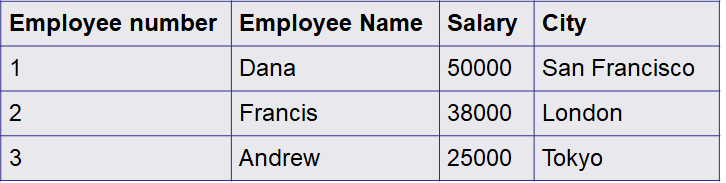 Employee number Employee Name Salary City
1 Dana 50000 San Francisco
2 Francis 38000 London
3 Andrew 25000 Tokyo